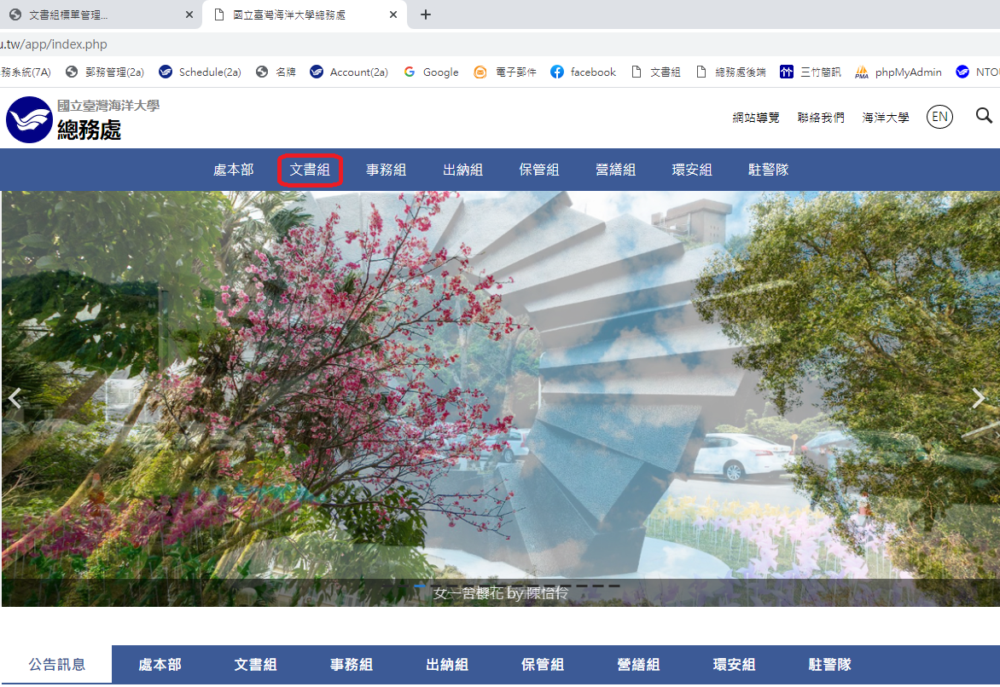 文書組標單管理...
國立臺灣海洋大學總務處
u.tw/app/index.php
務系統(7A) 郵務管理(2a) Schedule(2a) 名牌 Account(2a) Google 電子郵件 facebook 文書組 總務處後端 三竹簡訊 phpMyAdmin NTOU
國立臺灣海洋大學
總務處
網站導覽 聯絡我們 海洋大學 EN
處本部 文書組 事務組 出納組 保管組 營繕組 環安組 駐警隊
女一舍櫻花 by 陳怡伶
公告訊息 處本部 文書組 事務組 出納組 保管組 營繕組 環安組 駐警隊